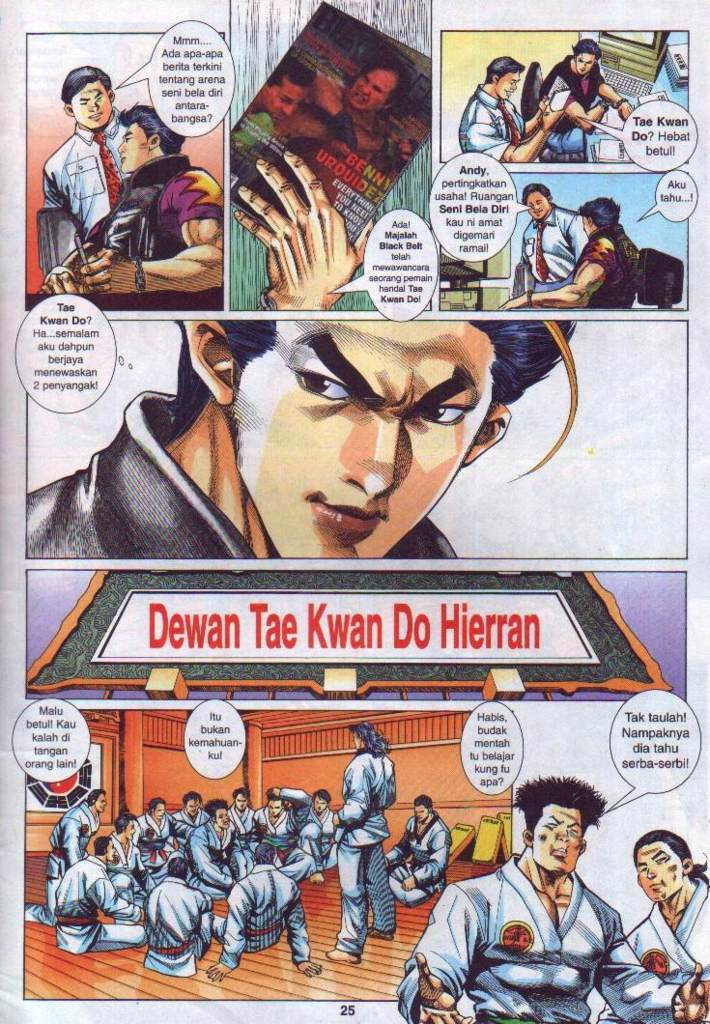 Mmm....
Ada apa-apa
berita terkini
tentang arena
seni bela diri
antara-
bangsa?
BLACK
BENNY
URQUIDEZ
EVERYTHING
YOU
Ada!
Majalah
Black Belt
telah
mewawancara
seorang pemain
handal Tae
Kwan Do!
Tae Kwan
Do? Hebat
betul!
Andy,
pertingkatkan
usaha! Ruangan
Seni Bela Diri
kau ni amat
digemari
ramai!
Aku
tahu...!
Tae
Kwan Do?
Ha...semalam
aku dahpun
berjaya
menewaskan
2 penyangak!
Dewan Tae Kwan Do Hierran
Malu
betul! Kau
kalah di
tangan
orang lain!
Itu
bukan
kemahuan-
ku!
Habis,
budak
mentah
tu belajar
kung fu
apa?
Tak taulah!
Nampaknya
dia tahu
serba-serbi!
25